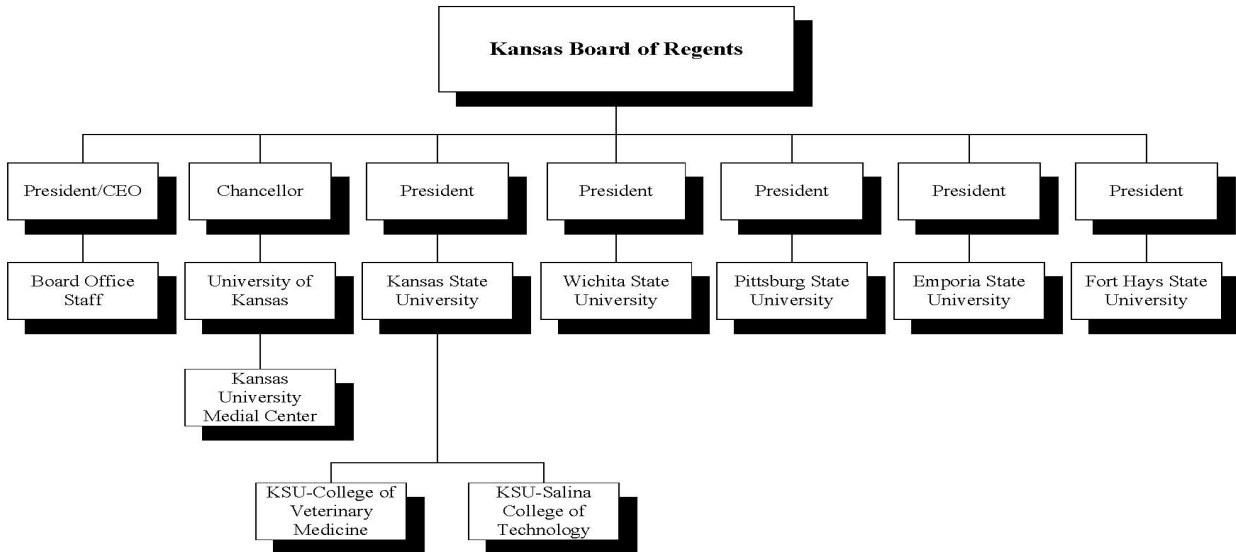 Kansas Board of Regents
President/CEO
Chancellor
President
President
President
President
President
Board Office
Staff
University of
Kansas
Kansas State
University
Wichita State
University
Pittsburg State
University
Emporia State
University
Fort Hays State
University
Kansas
University
Medial Center
KSU-College of
Veterinary
Medicine
KSU-Salina
College of
Technology